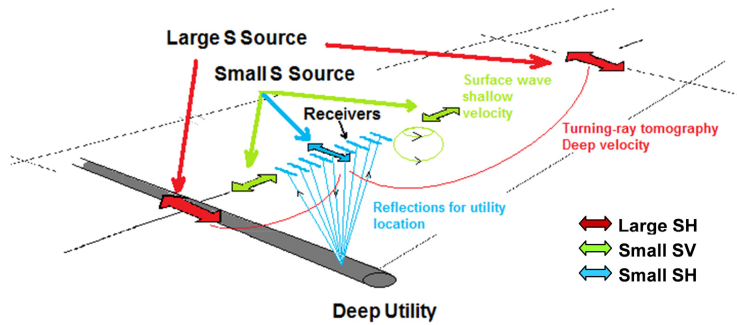 Large S Source
Small S Source
Receivers
Surface wave
shallow
velocity
Turning-ray tomography
Deep velocity
Reflections for utility
location
Large SH
Small SV
Small SH
Deep Utility